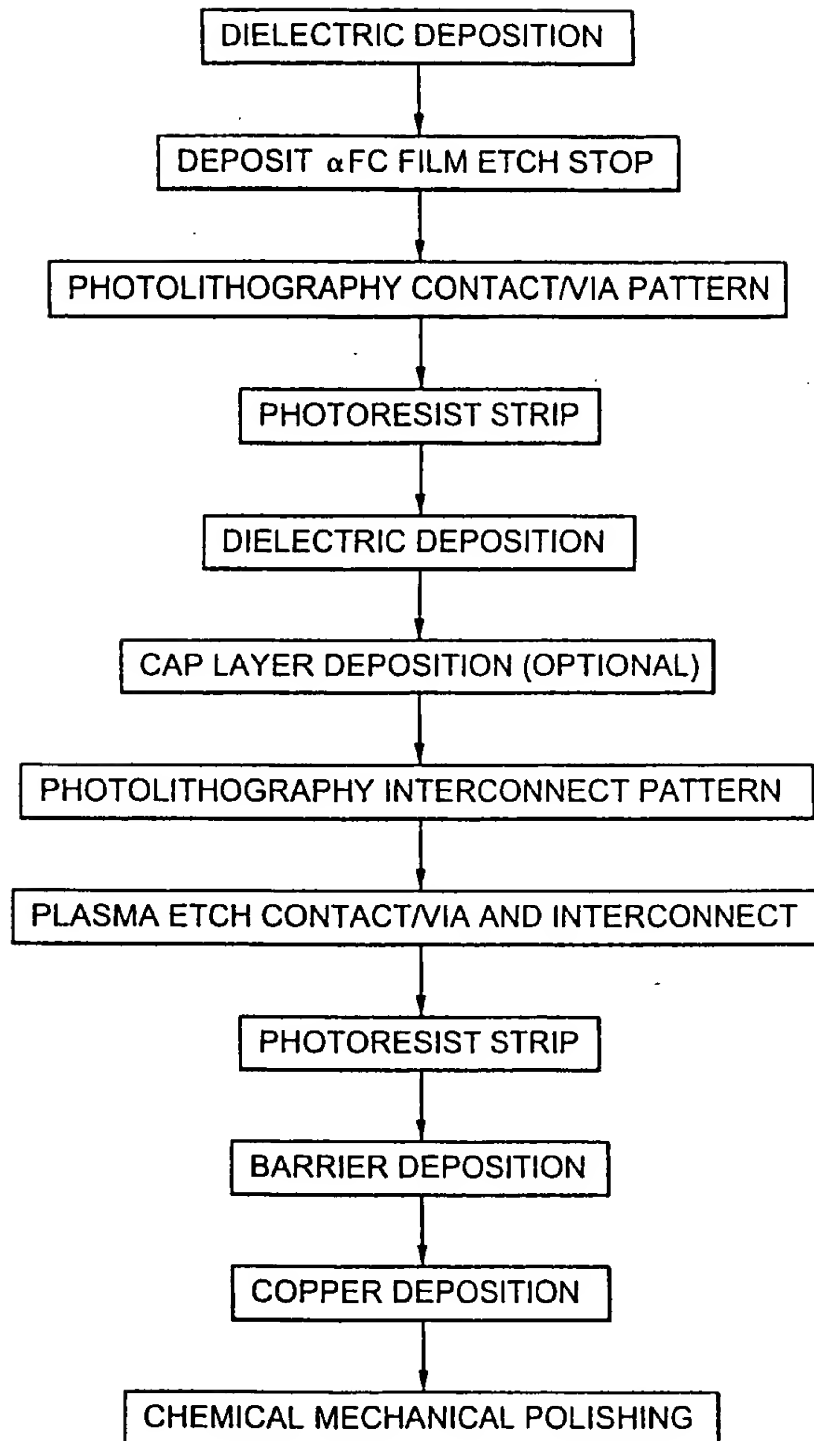 DIELECTRIC DEPOSITION
DEPOSIT αFC FILM ETCH STOP
PHOTOLITHOGRAPHY CONTACT/VIA PATTERN
PHOTORESIST STRIP
DIELECTRIC DEPOSITION
CAP LAYER DEPOSITION (OPTIONAL)
PHOTOLITHOGRAPHY INTERCONNECT PATTERN
PLASMA ETCH CONTACT/VIA AND INTERCONNECT
PHOTORESIST STRIP
BARRIER DEPOSITION
COPPER DEPOSITION
CHEMICAL MECHANICAL POLISHING